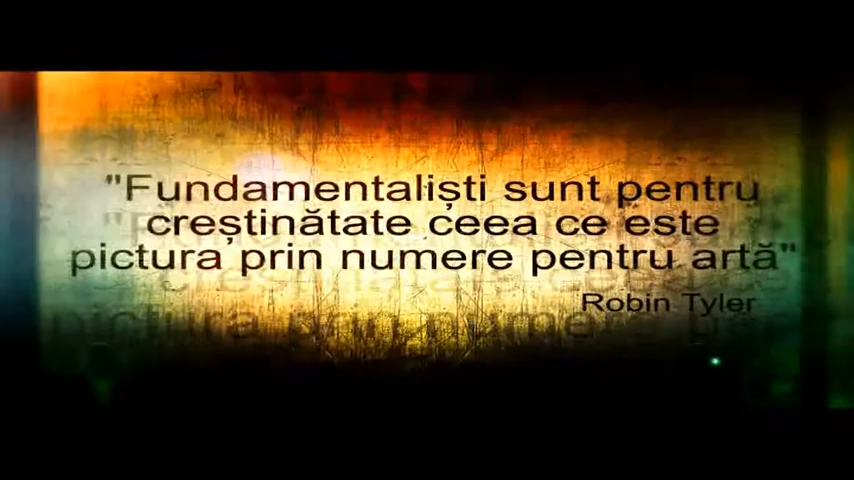 "Fundamentaliști sunt pentru
creștinătate ceea ce este
pictura prin numere pentru artă"
Robin Tyler